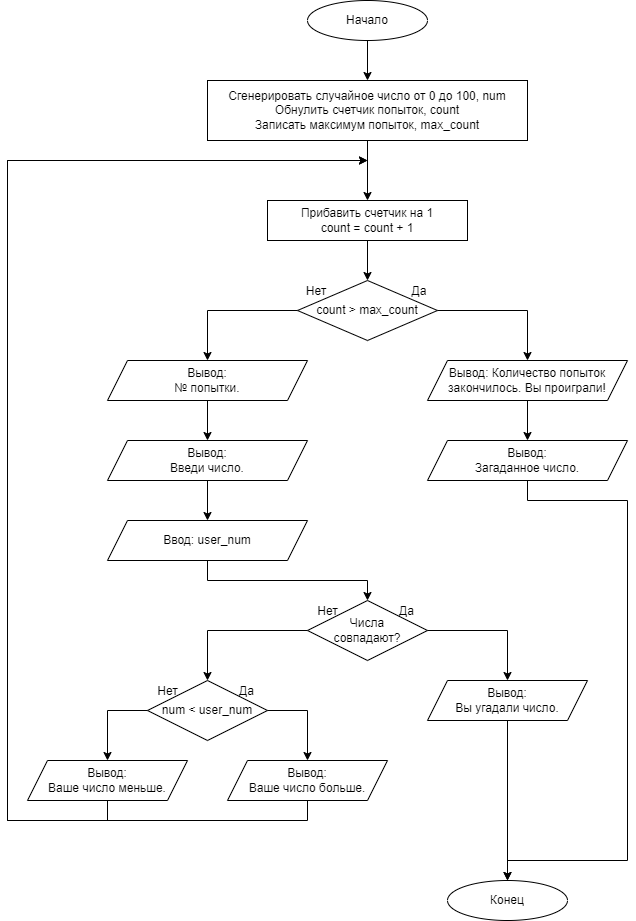 Начало
Сгенерировать случайное число от 0 до 100, num
Обнулить счетчик попыток, count
Записать максимум попыток, max_count
Прибавить счетчик на 1
count = count + 1
Нет
Да
count > max_count
Вывод:
№ попытки.
Вывод: Количество попыток
закончилось. Вы проиграли!
Вывод:
Введи число.
Вывод:
Загаданное число.
Ввод: user_num
Нет
Да
Числа
совпадают?
Нет
Да
num < user_num
Вывод:
Вы угадали число.
Вывод:
Ваше число меньше.
Вывод:
Ваше число больше.
Конец